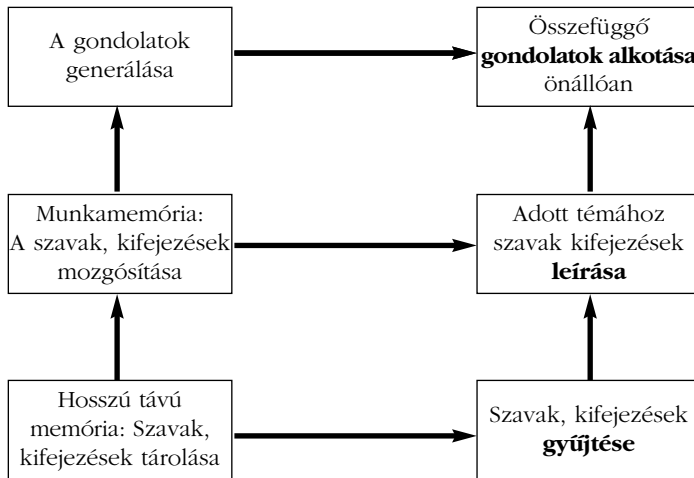 A gondolatok
generálása
Összefüggő
gondolatok alkotása
önállóan
Munkamemória:
A szavak, kifejezések
mozgósítása
Adott témához
szavak kifejezések
leírása
Hosszú távú
memória: Szavak,
kifejezések tárolása
Szavak, kifejezések
gyűjtése